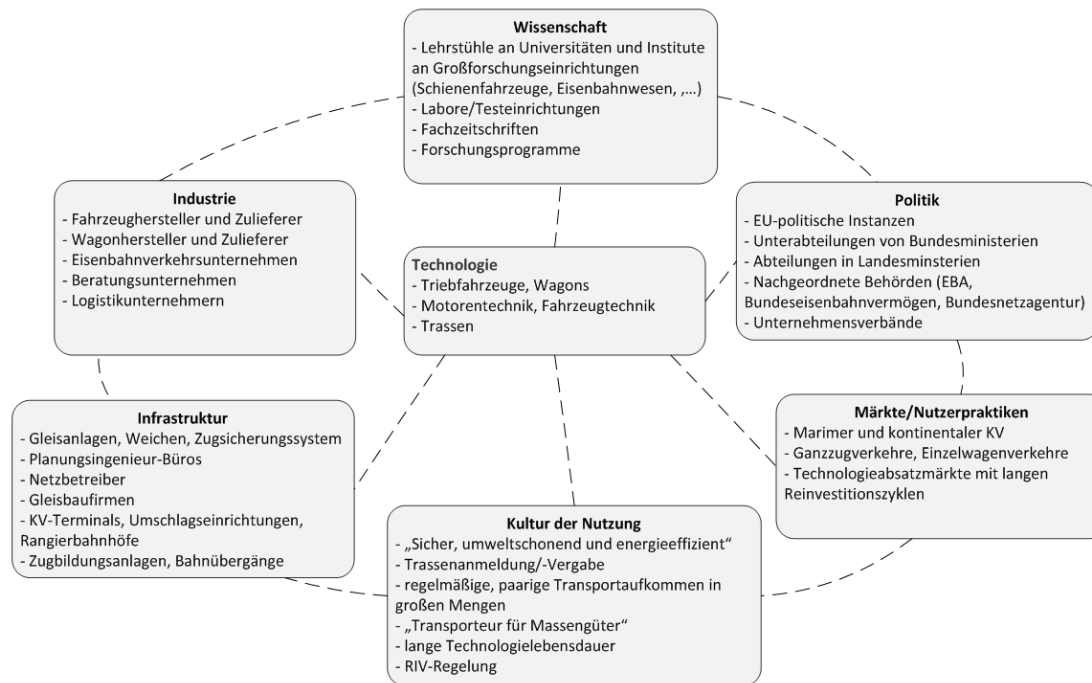 Wissenschaft
- Lehrstühle an Universitäten und Institute
an Großforschungseinrichtungen
(Schienenfahrzeuge, Eisenbahnwesen, ,…)
- Labore/Testeinrichtungen
- Fachzeitschriften
- Forschungsprogramme
Industrie
- Fahrzeughersteller und Zulieferer
- Wagonhersteller und Zulieferer
- Eisenbahnverkehrsunternehmen
- Beratungsunternehmen
- Logistikunternehmern
Technologie
- Triebfahrzeuge, Wagons
- Motorentechnik, Fahrzeugtechnik
- Trassen
Politik
- EU-politische Instanzen
- Unterabteilungen von Bundesministerien
- Abteilungen in Landesminsterien
- Nachgeordnete Behörden (EBA,
Bundeseisenbahnvermögen, Bundesnetzagentur)
- Unternehmensverbände
Infrastruktur
- Gleisanlagen, Weichen, Zugsicherungssystem
- Planungsingenieur-Büros
- Netzbetreiber
- Gleisbaufirmen
- KV-Terminals, Umschlagseinrichtungen,
Rangierbahnhöfe
- Zugbildungsanlagen, Bahnübergänge
Kultur der Nutzung
- „Sicher, umweltschonend und energieeffizient“
- Trassenanmeldung/-Vergabe
- regelmäßige, paarige Transportaufkommen in
großen Mengen
- „Transporteur für Massengüter“
- lange Technologielebensdauer
- RIV-Regelung
Märkte/Nutzerpraktiken
- Marimer und kontinentaler KV
- Ganzzugverkehre, Einzelwagenverkehre
- Technologieabsatzmärkte mit langen
Reinvestitionszyklen